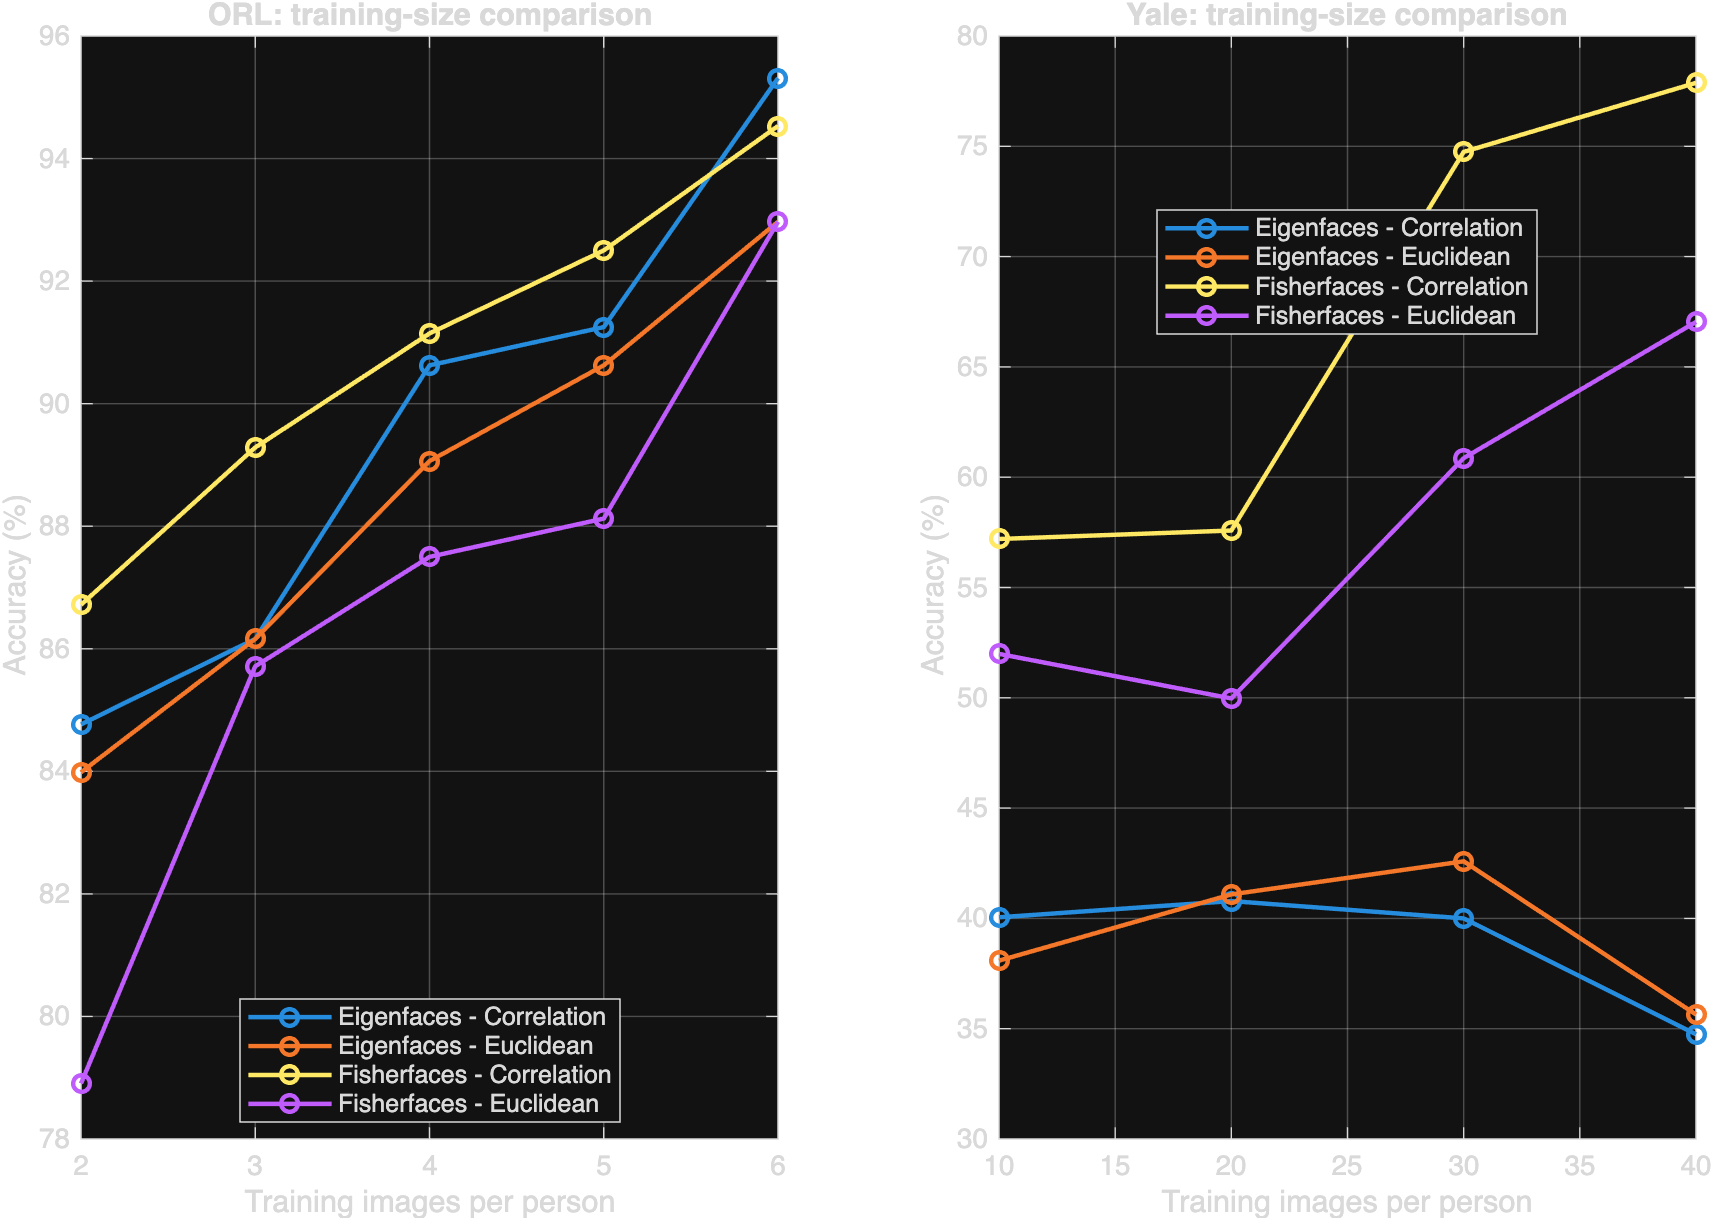 ORL: training-size comparison
96
94
92
90
88
86
84
82
80
78
Accuracy (%)
Eigenfaces - Correlation
Eigenfaces - Euclidean
Fisherfaces - Correlation
Fisherfaces - Euclidean
2 3 4 5 6
Training images per person
Yale: training-size comparison
80
75
70
65
60
55
50
45
40
35
30
Accuracy (%)
Eigenfaces - Correlation
Eigenfaces - Euclidean
Fisherfaces - Correlation
Fisherfaces - Euclidean
10 15 20 25 30 35 40
Training images per person